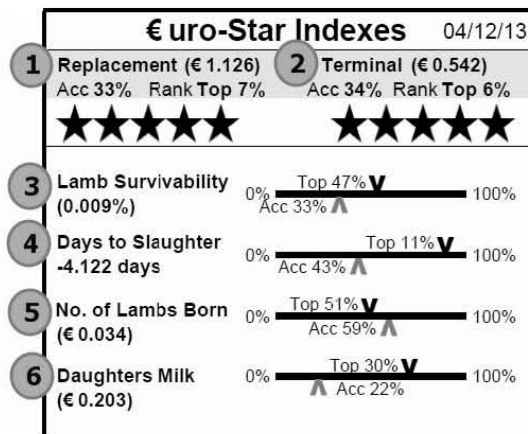 € uro-Star Indexes 04/12/13
1 Replacement (€ 1.126) 2 Terminal (€ 0.542)
Acc 33% Rank Top 7% Acc 34% Rank Top 6%
3 Lamb Survivability
(0.009%)
0% Top 47% 100%
Acc 33%
4 Days to Slaughter
-4.122 days
0% Top 11% 100%
Acc 43%
5 No. of Lambs Born
(€ 0.034)
0% Top 51% 100%
Acc 59%
6 Daughters Milk
(€ 0.203)
0% Top 30% 100%
Acc 22%